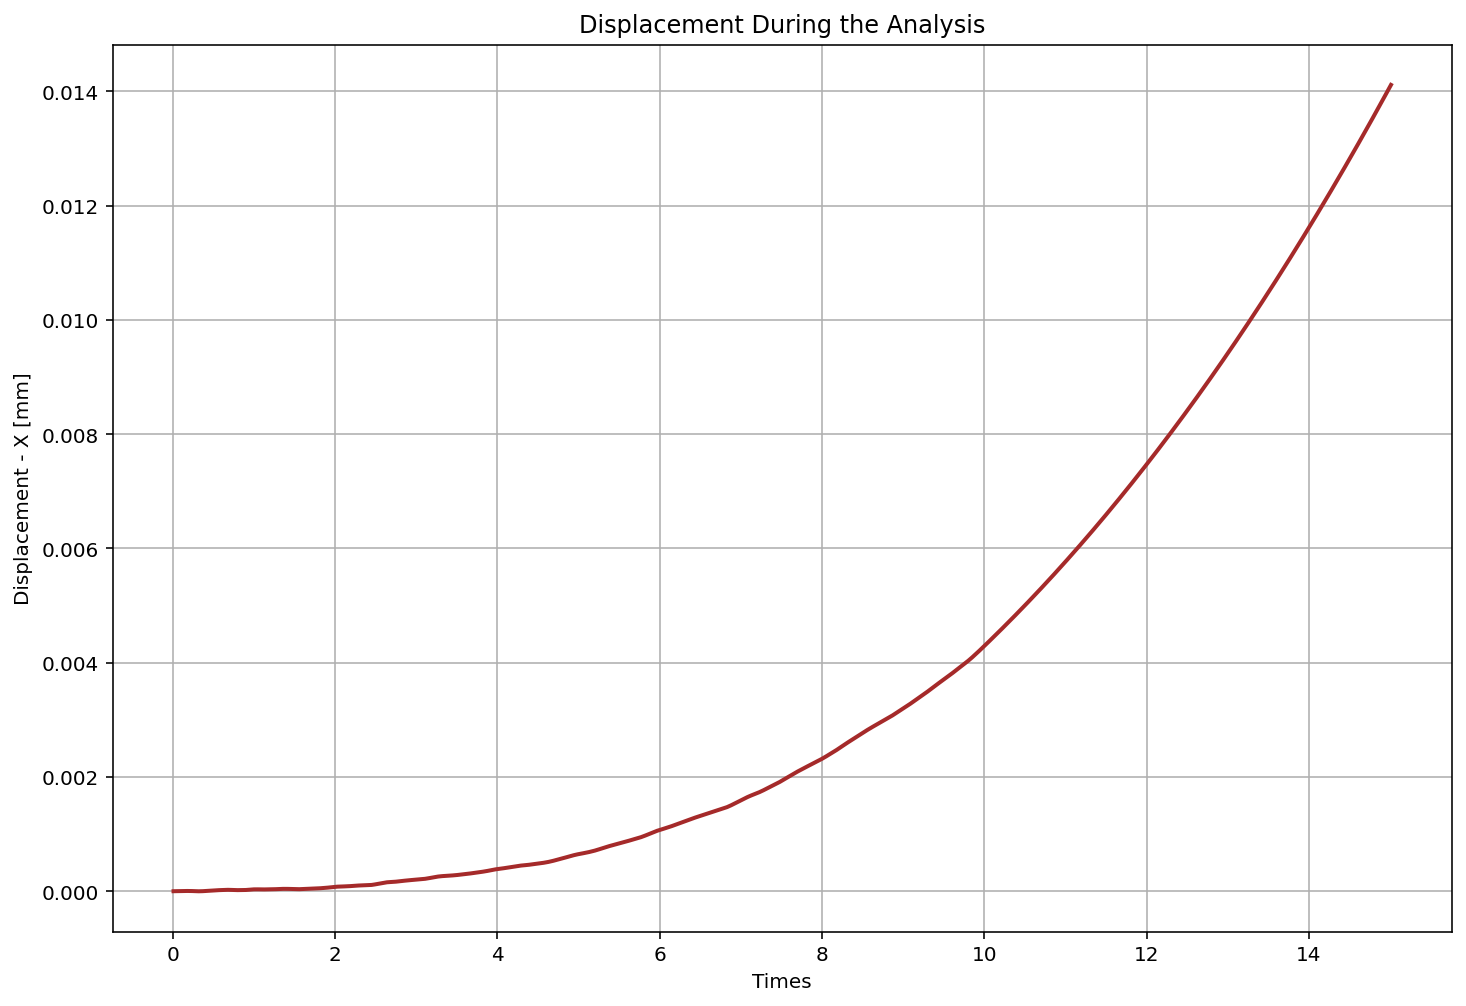 Displacement During the Analysis
0.014
0.012
0.010
0.008
0.006
0.004
0.002
0.000
Displacement - X [mm]
0 2 4 6 8 10 12 14
Times